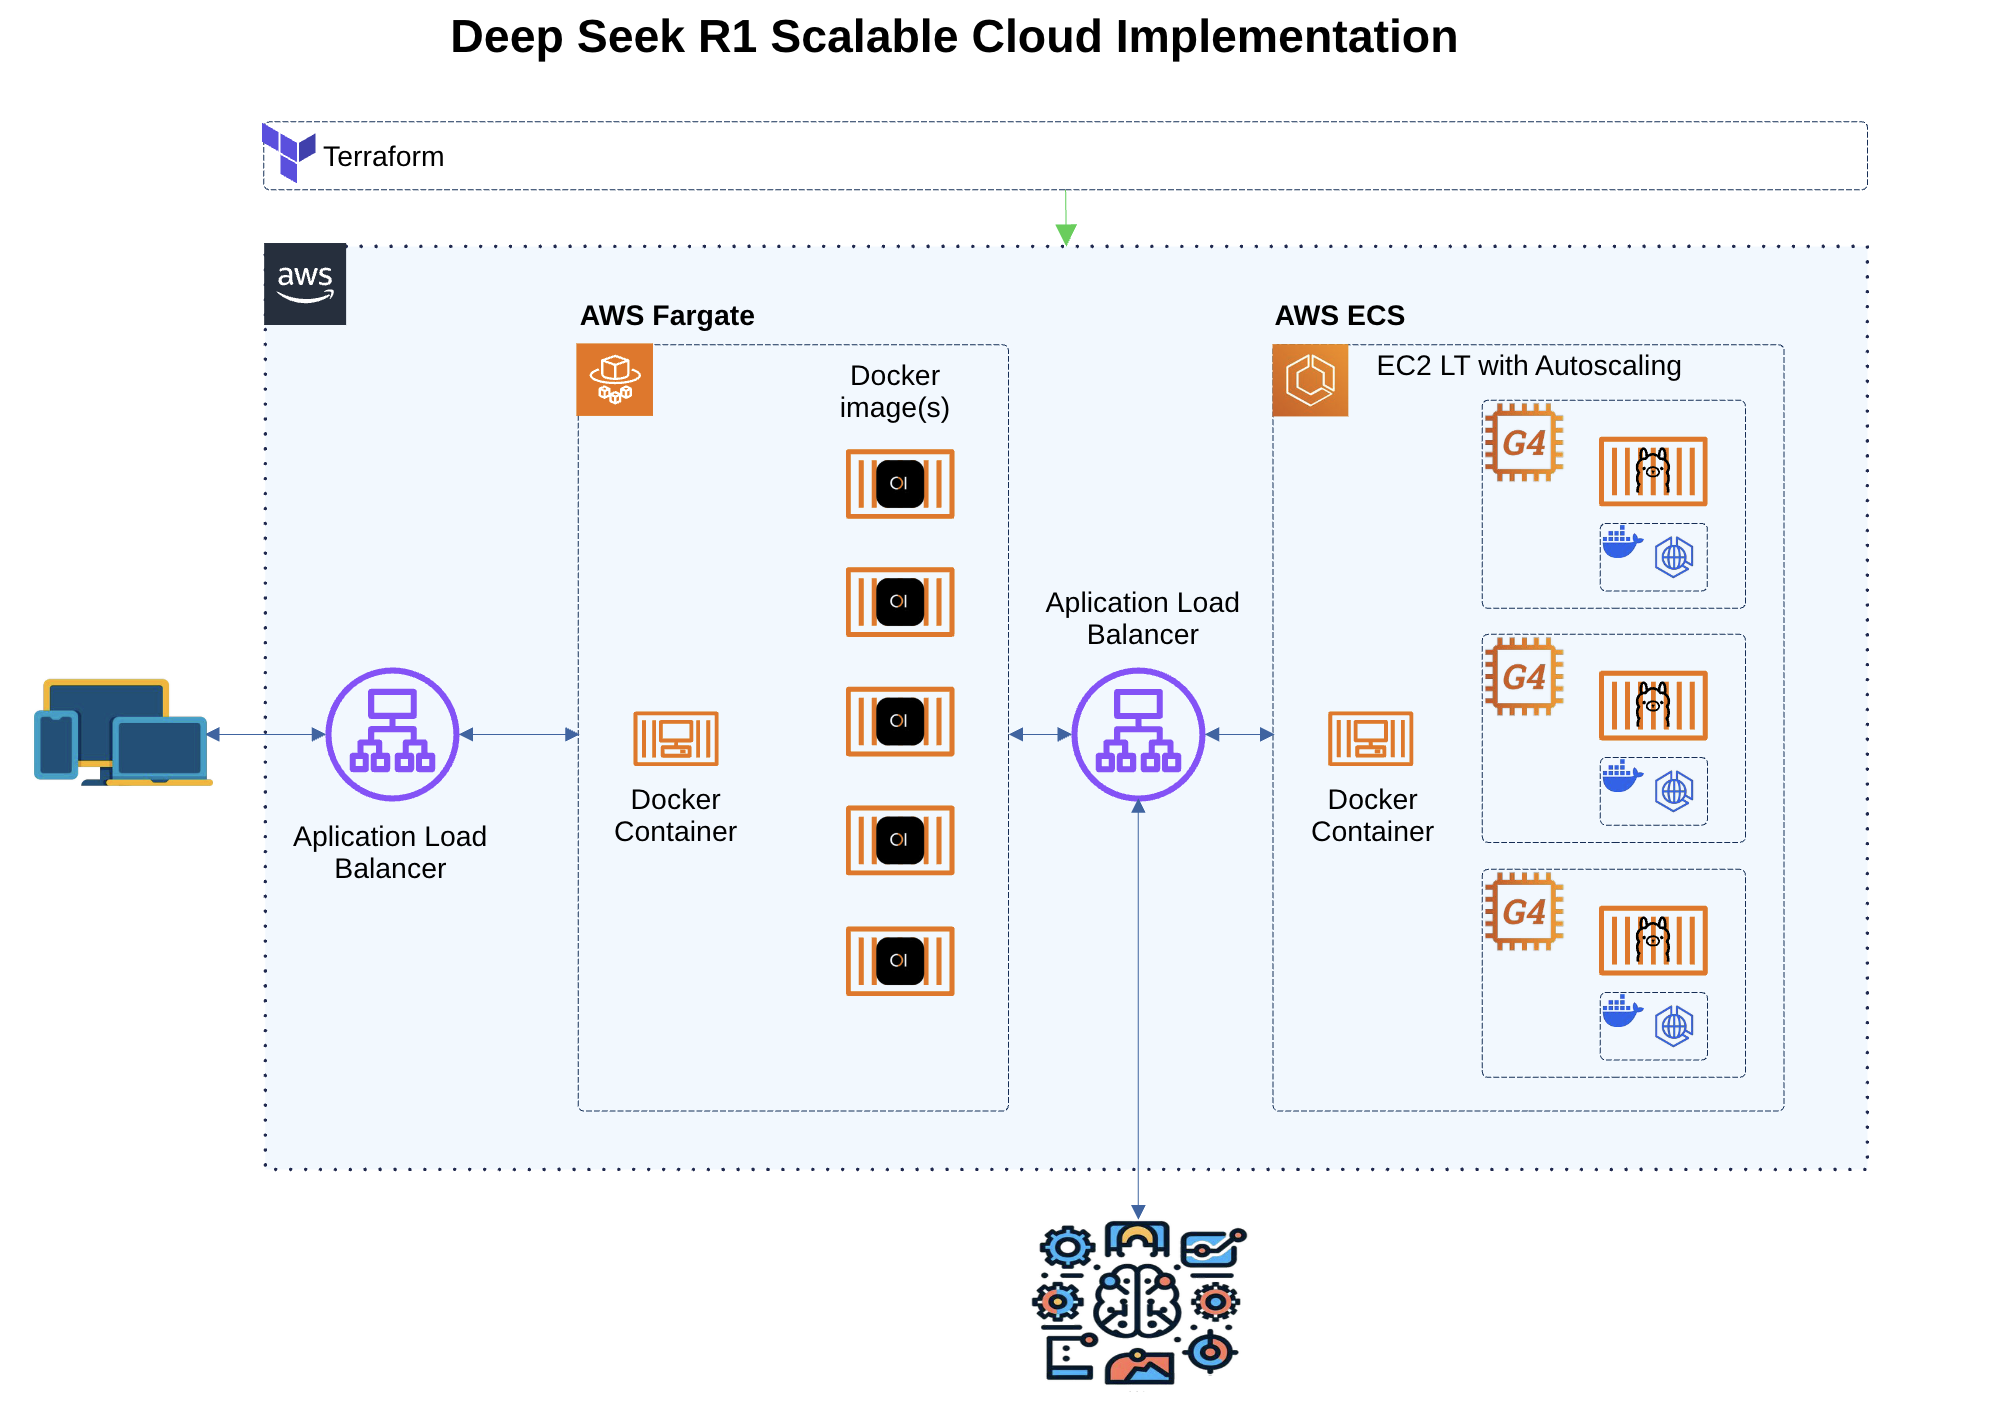 Deep Seek R1 Scalable Cloud Implementation
Terraform
aws
AWS Fargate
Docker
image(s)
OI
OI
OI
OI
OI
Docker
Container
Aplication Load
Balancer
Aplication Load
Balancer
AWS ECS
EC2 LT with Autoscaling
G4
G4
G4
Docker
Container